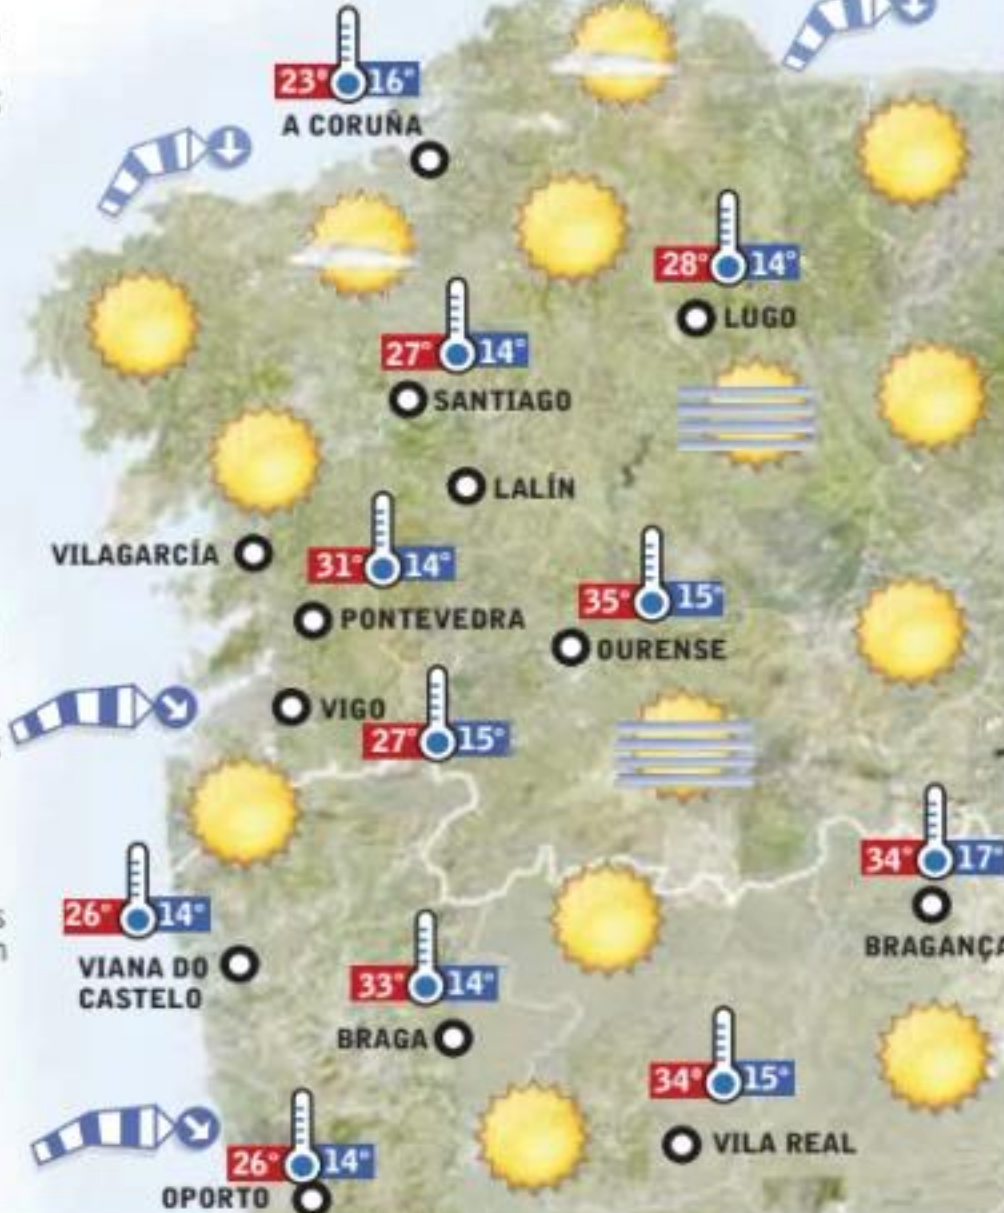 23° 16°
A CORUÑA
28° 14°
LUGO
27° 14°
SANTIAGO
LALÍN
VILAGARCÍA
31° 14°
PONTEVEDRA
35° 15°
OURENSE
VIGO
27° 15°
34° 17°
BRAGANÇA
26° 14°
VIANA DO
CASTELO
33° 14°
BRAGA
34° 15°
VILA REAL
26° 14°
OPORTO